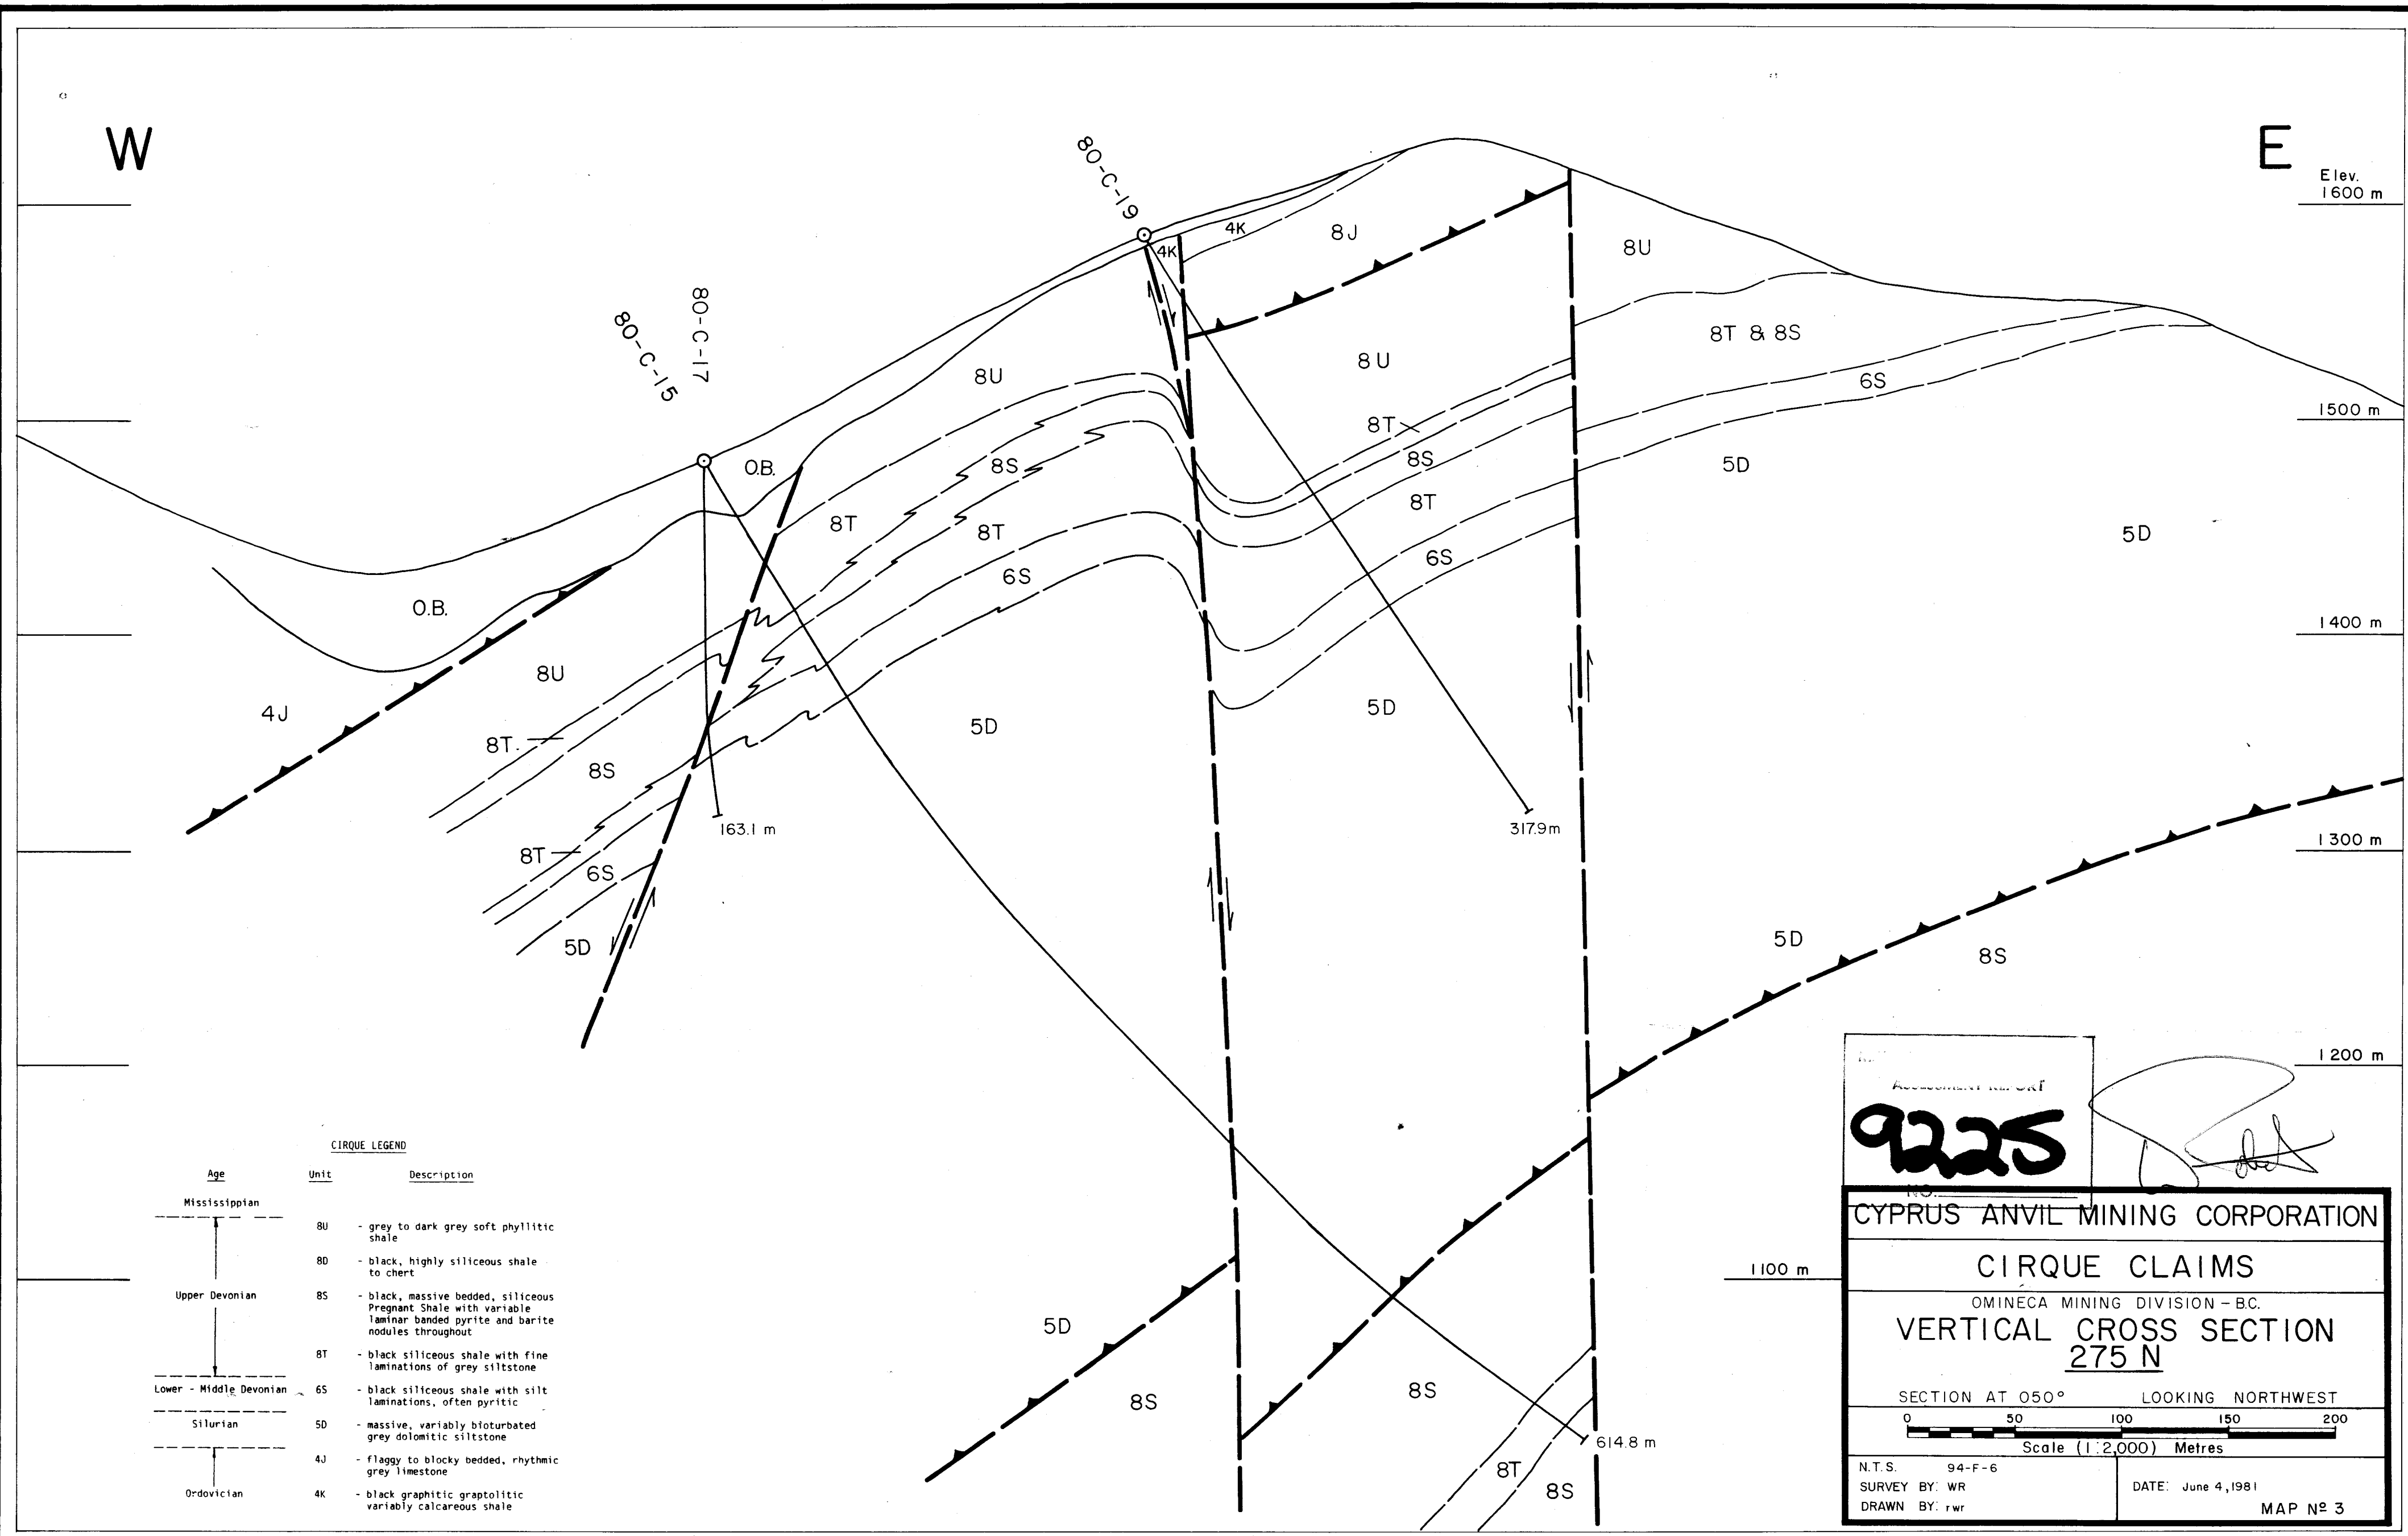 W
E
Elev.
1600 m
80-C-19
4K
4K
8J
8U
80-C-17
80-C-15
8U
8U
8T & 8S
6S
1500 m
8T
8S
8T
5D
O.B.
8S
8T
8T
6S
5D
6S
O.B.
1400 m
8U
4J
5D
5D
8T
8S
163.1 m
317.9m
1300 m
8T
6S
5D
5D
8S
1200 m
ASSESSMENT REPORT
9225
NO.
1100 m
5D
8S
8S
614.8 m
8T
8S
CIRQUE LEGEND
Age Unit Description
Mississippian
8U - grey to dark grey soft phyllitic
shale
8D - black, highly siliceous shale
to chert
Upper Devonian 8S - black, massive bedded, siliceous
Pregnant Shale with variable
laminar banded pyrite and barite
nodules throughout
8T - black siliceous shale with fine
laminations of grey siltstone
Lower - Middle Devonian 6S - black siliceous shale with silt
laminations, often pyritic
Silurian 5D - massive, variably bioturbated
grey dolomitic siltstone
4J - flaggy to blocky bedded, rhythmic
grey limestone
Ordovician 4K - black graphitic graptolitic
variably calcareous shale
CYPRUS ANVIL MINING CORPORATION
CIRQUE CLAIMS
OMINECA MINING DIVISION - B.C.
VERTICAL CROSS SECTION
275 N
SECTION AT 050° LOOKING NORTHWEST
0 50 100 150 200
Scale (1:2,000) Metres
N.T.S. 94-F-6
SURVEY BY: WR
DRAWN BY: rwr
DATE: June 4, 1981
MAP Nº 3